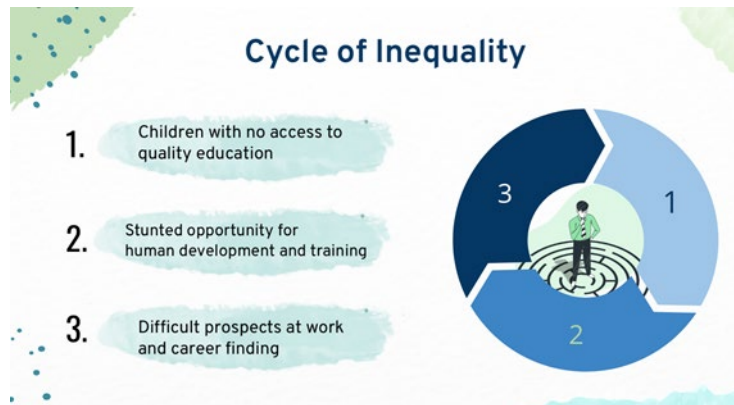 Cycle of Inequality
1.
Children with no access to
quality education
2.
Stunted opportunity for
human development and training
3.
Difficult prospects at work
and career finding
3
1
2